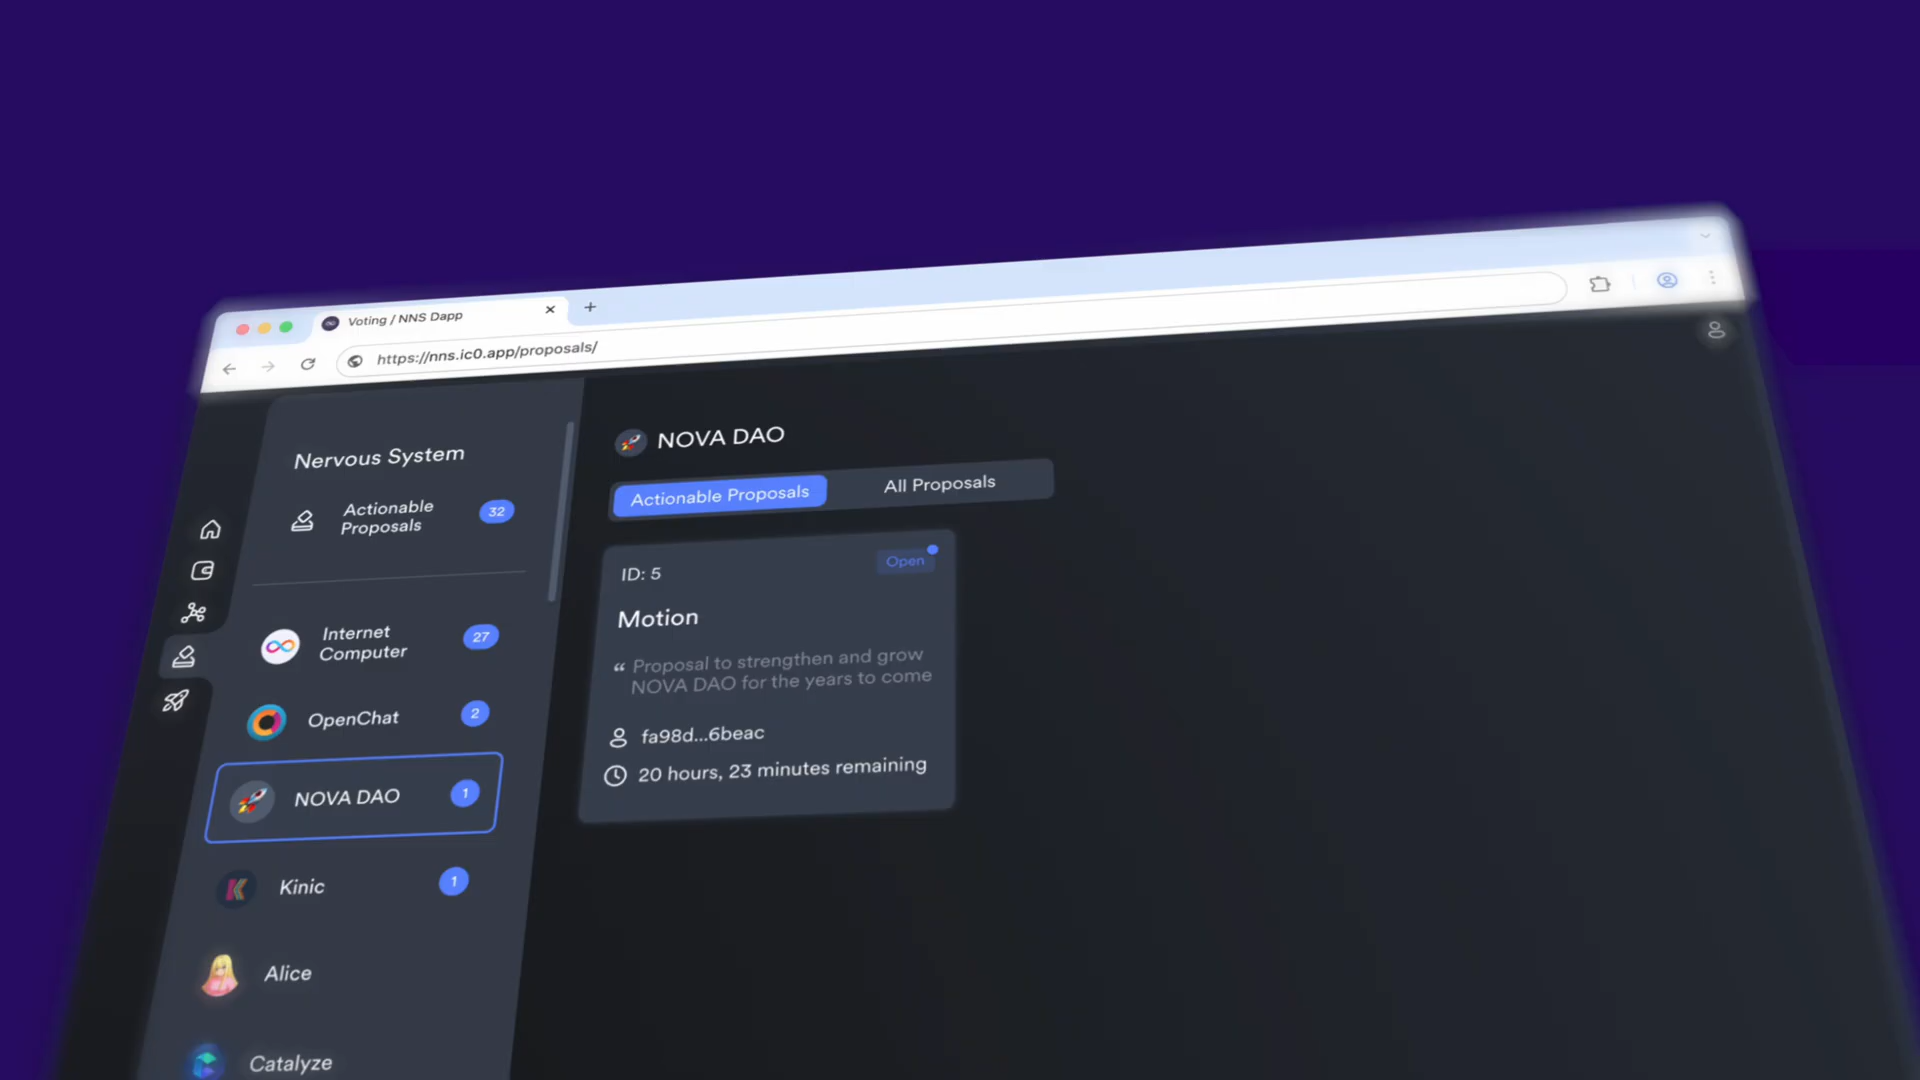 Voting / NNS Dapp
https://nns.ic0.app/proposals/
Nervous System
Actionable
Proposals
32
Internet
Computer
27
OpenChat
2
NOVA DAO
1
Kinic
1
Alice
Catalyze
NOVA DAO
Actionable Proposals
All Proposals
ID: 5
Open
Motion
“ Proposal to strengthen and grow
NOVA DAO for the years to come
fa98d...6beac
20 hours, 23 minutes remaining